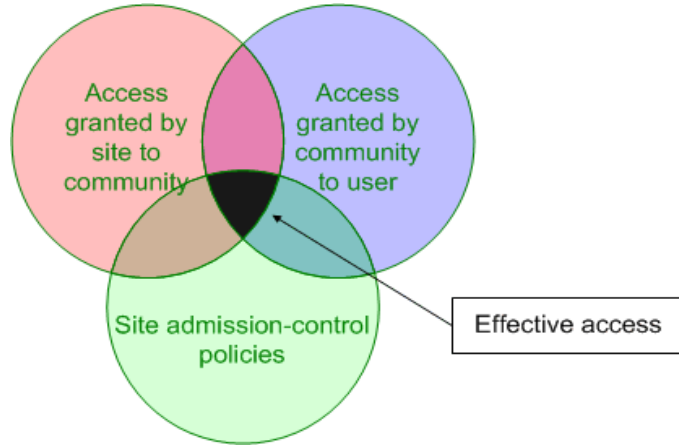 Access
granted by
site to
community
Access
granted by
community
to user
Site admission-control
policies
Effective access